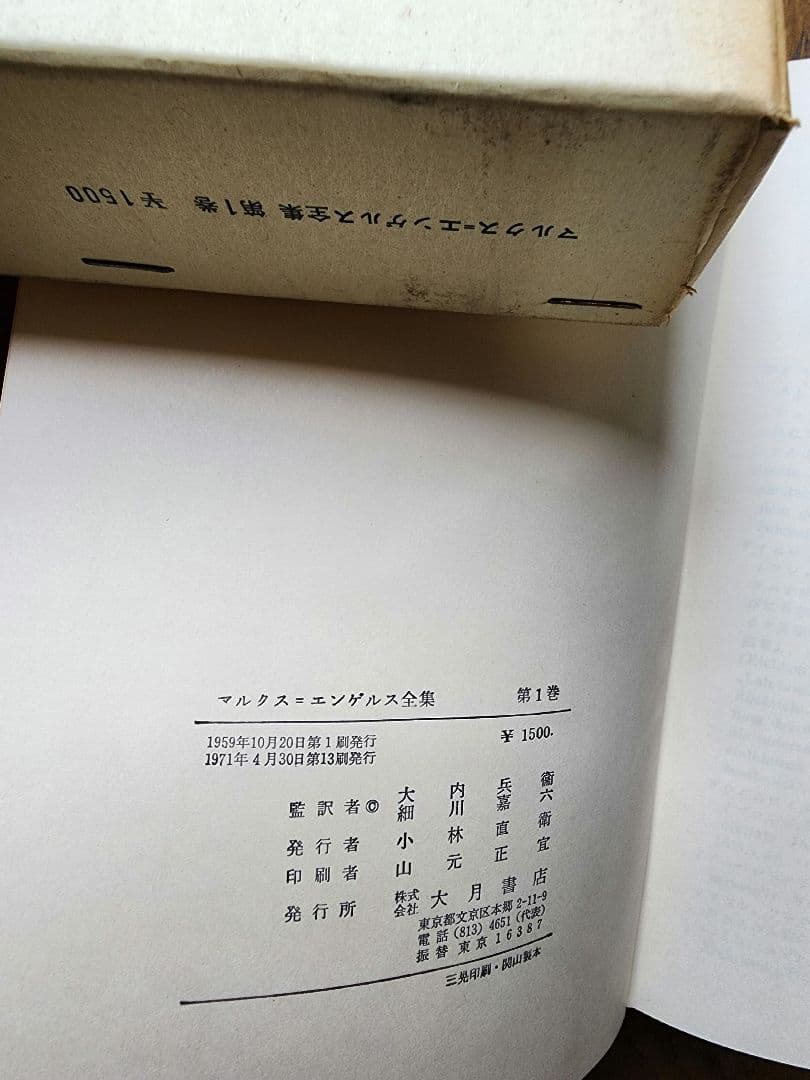 マルクス=エンゲルス全集 第1巻 ¥1500
マルクス=エンゲルス全集 第1巻
1959年10月20日第1刷発行
1971年4月30日第13刷発行
¥ 1500.
監訳者 © 大内兵衞
細川嘉六
発行者 小林直衛
印刷者 山元正宜
発行所 株式会社 大月書店
東京都文京区本郷 2-11-9
電話 (813) 4651 (代表)
振替 東京 16387
三晃印刷・関山製本